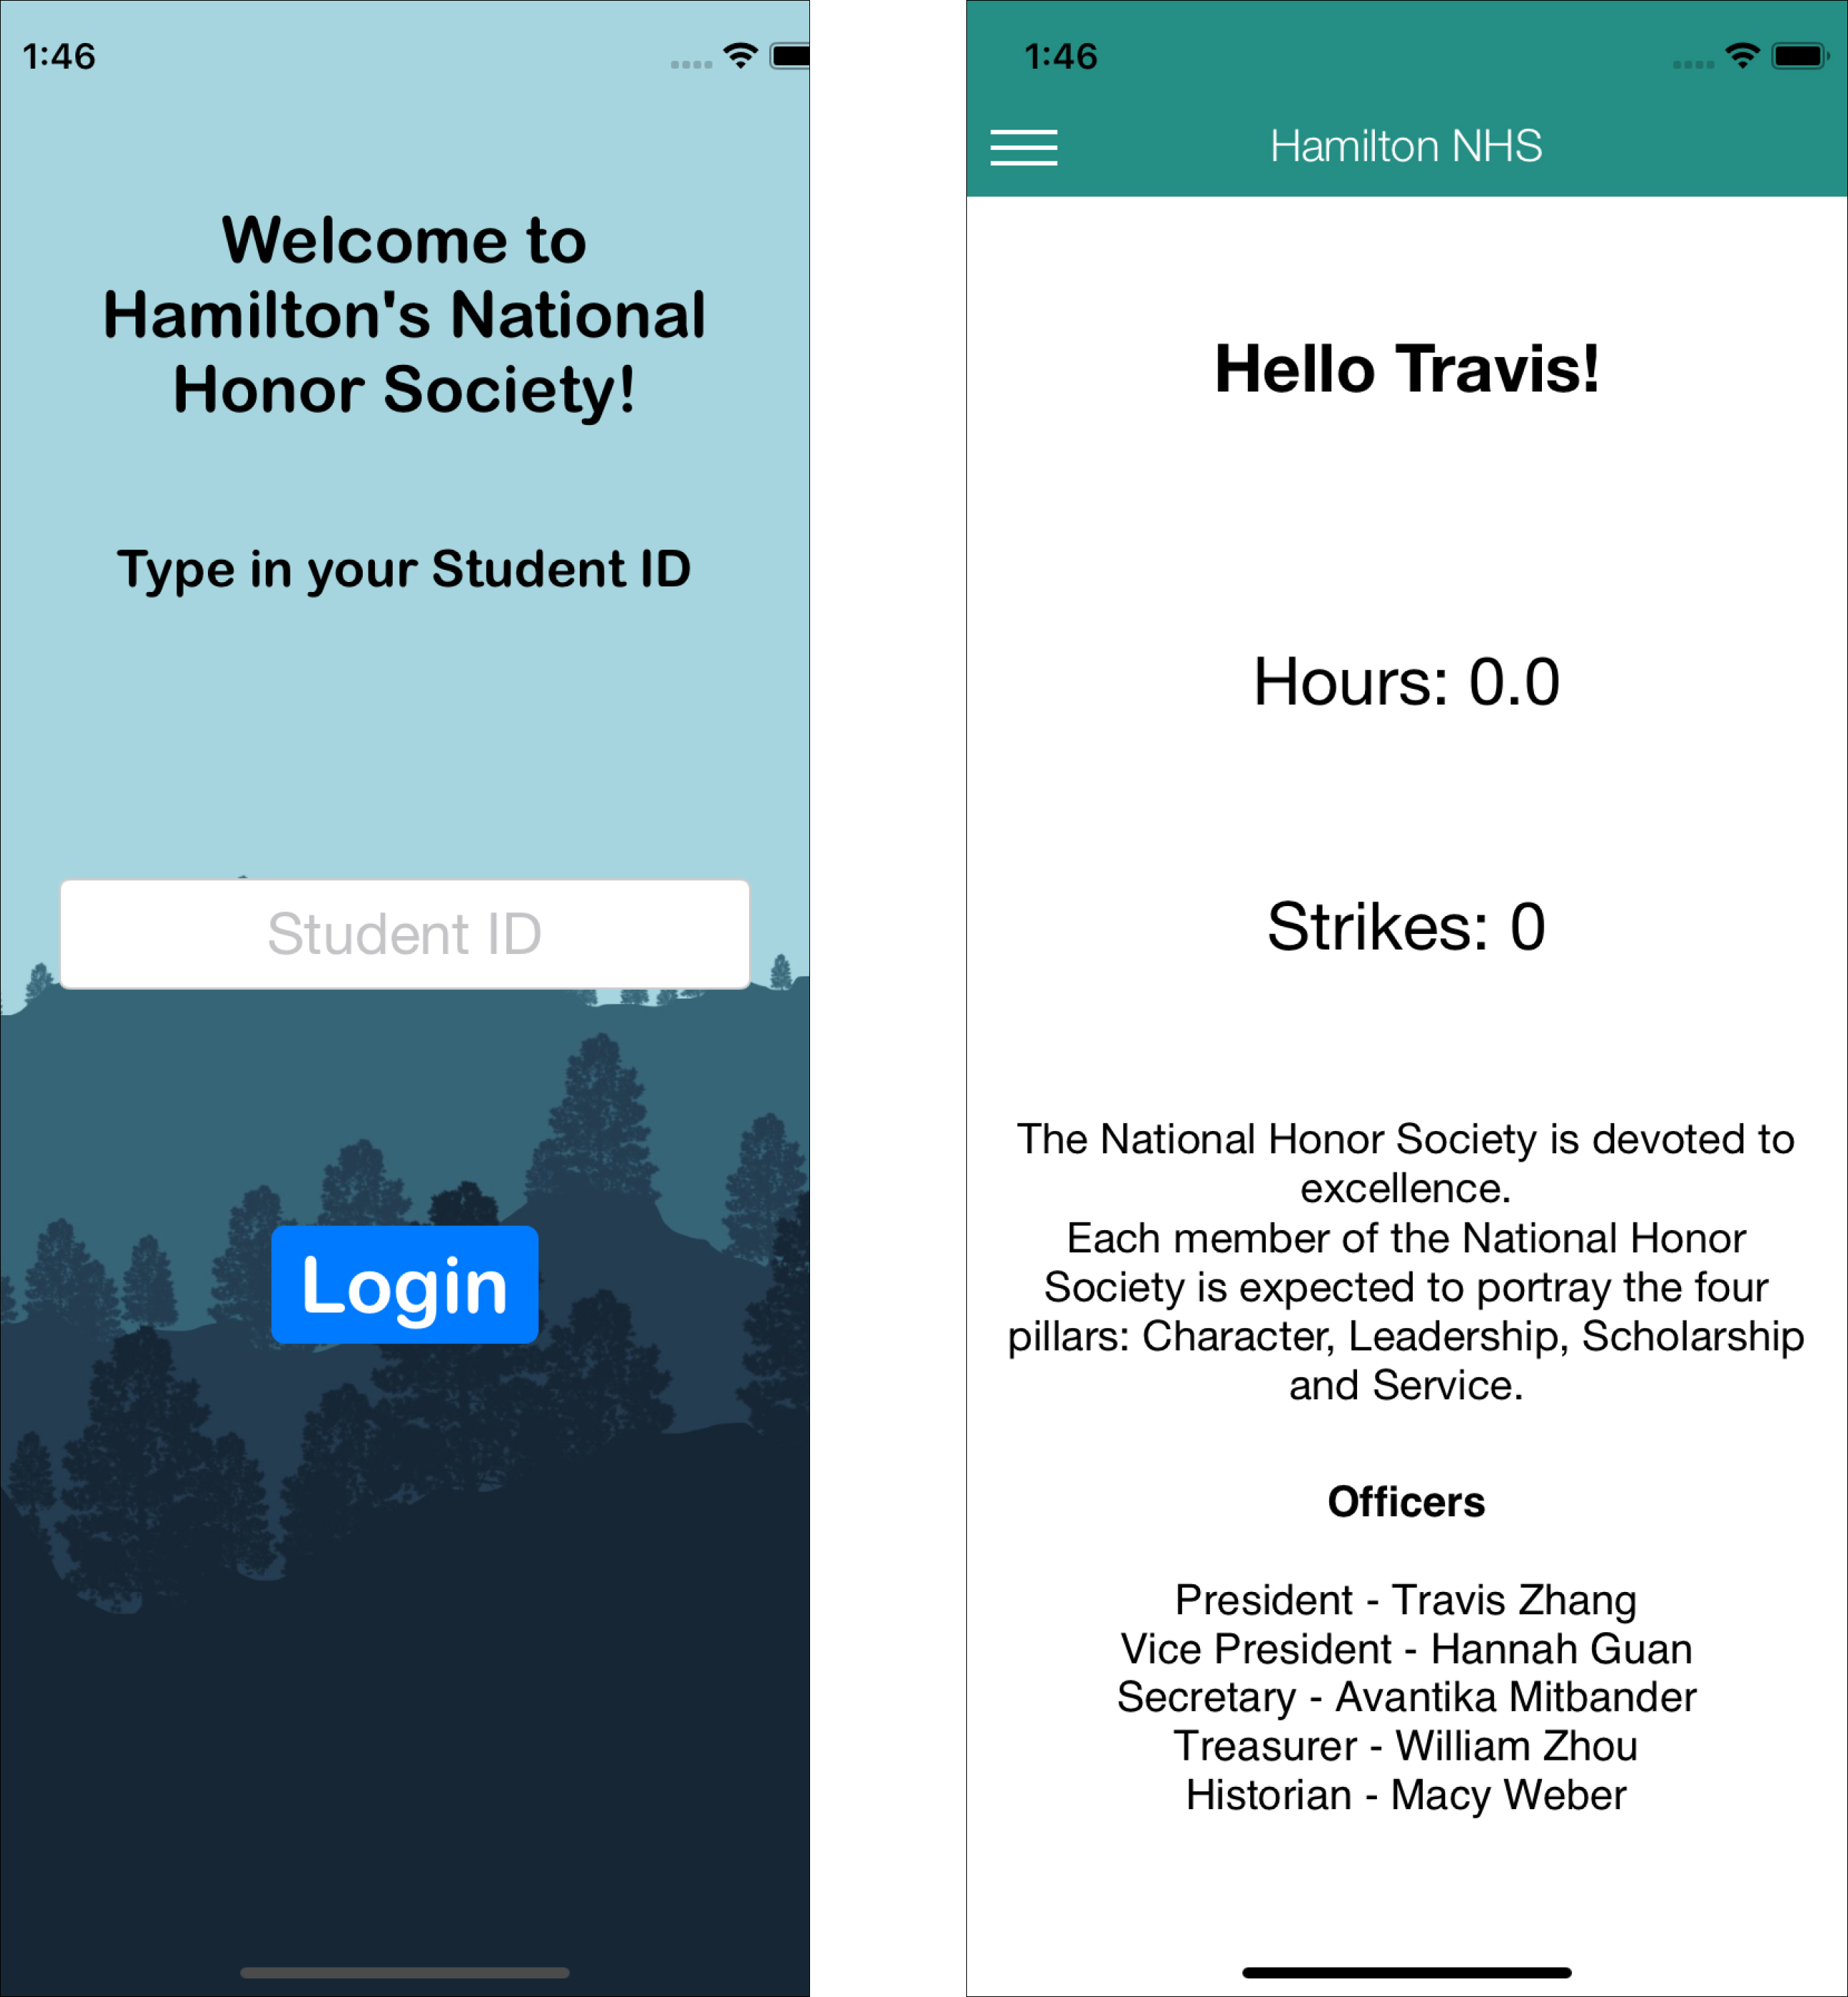 1:46
Welcome to
Hamilton's National
Honor Society!
Type in your Student ID
Student ID
Login
1:46
Hamilton NHS
Hello Travis!
Hours: 0.0
Strikes: 0
The National Honor Society is devoted to
excellence.
Each member of the National Honor
Society is expected to portray the four
pillars: Character, Leadership, Scholarship
and Service.
Officers
President - Travis Zhang
Vice President - Hannah Guan
Secretary - Avantika Mitbander
Treasurer - William Zhou
Historian - Macy Weber